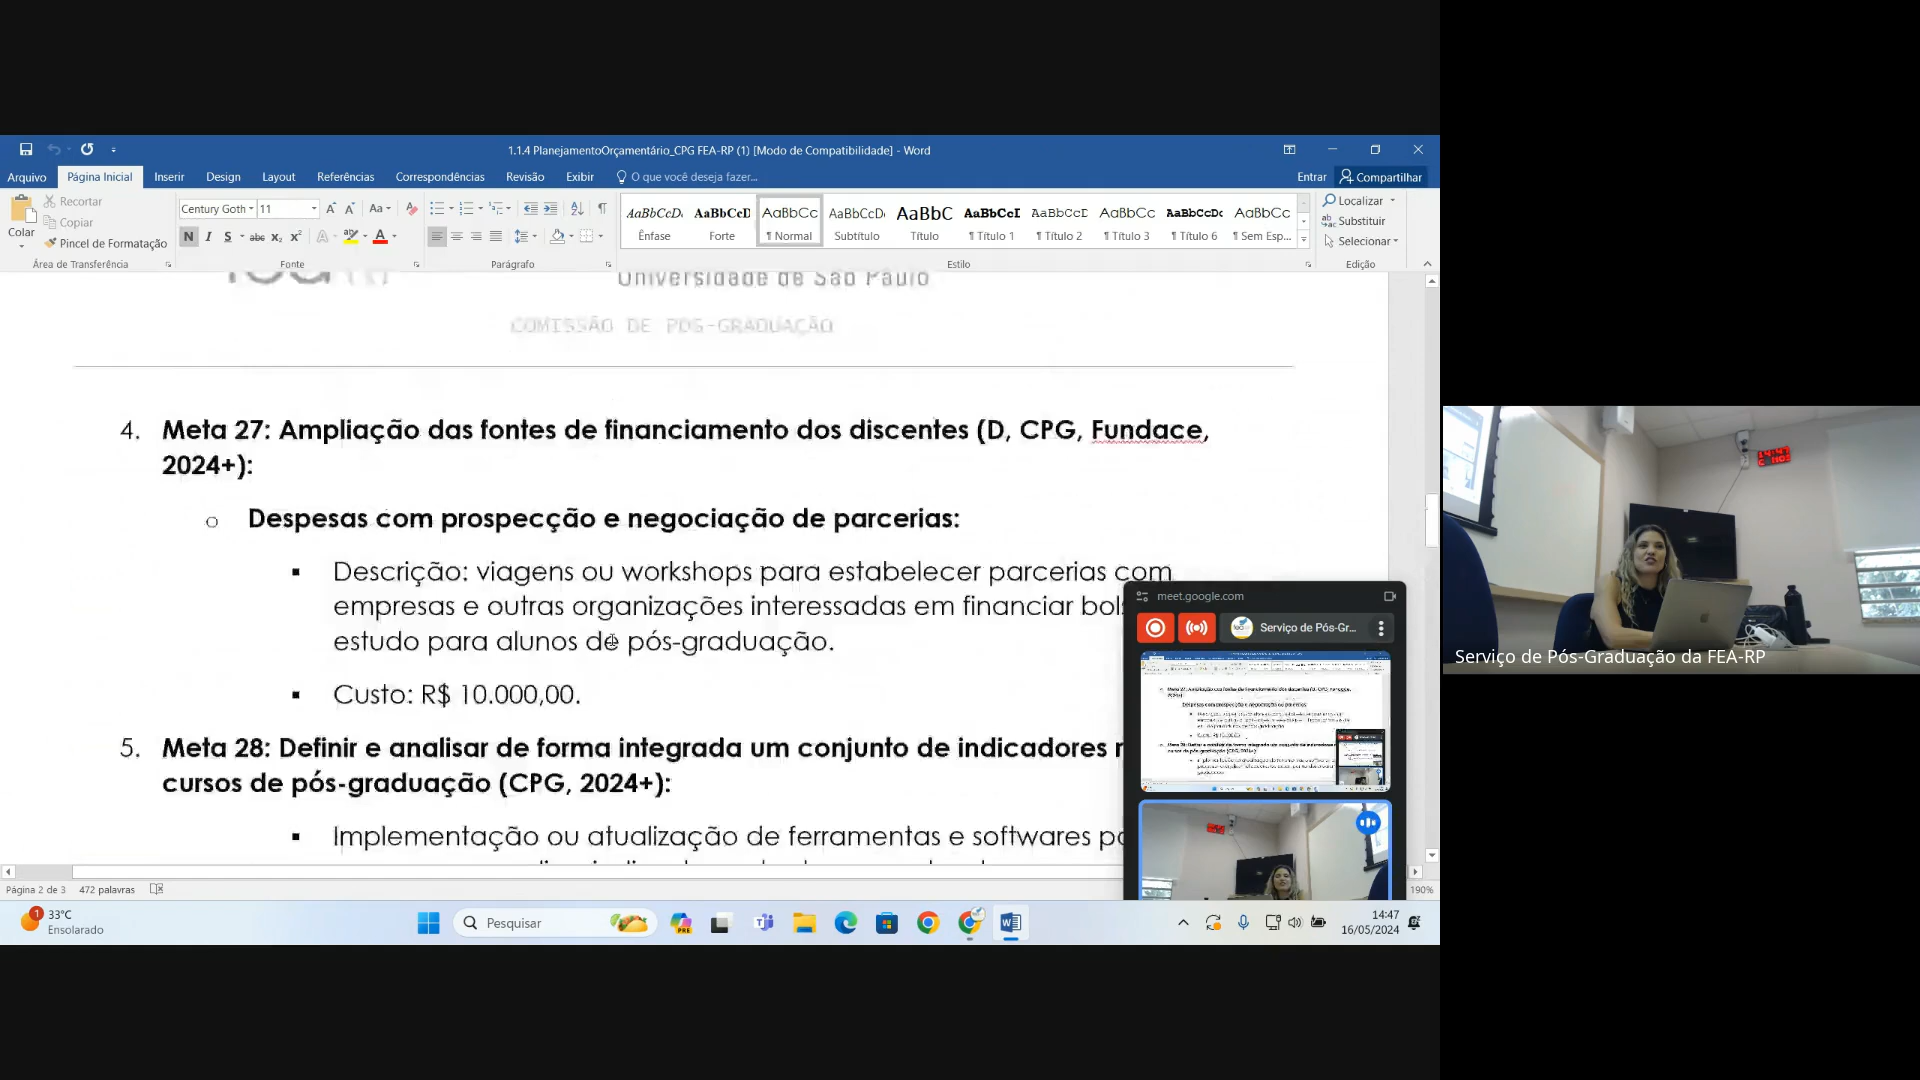 1.1.4 PlanejamentoOrçamentário_CPG FEA-RP (1) [Modo de Compatibilidade] - Word
Arquivo Página Inicial Inserir Design Layout Referências Correspondências Revisão Exibir O que você deseja fazer... Entrar Compartilhar
Colar
Recortar
Copiar
Pincel de Formatação
Área de Transferência
Century Goth 11
N I S abc x₂ x²
Fonte
Parágrafo
AaBbCcD. AaBbCcD AaBbCc AaBbCcD AaBbC AaBbCcI AaBbCcD AaBbCc AaBbCcDc AaBbCc
Ênfase Forte ¶ Normal Subtítulo Título ¶ Título 1 ¶ Título 2 ¶ Título 3 ¶ Título 6 ¶ Sem Esp...
Estilo
Localizar
Substituir
Selecionar
Edição
Universidade de São Paulo
COMISSÃO DE PÓS-GRADUAÇÃO
4. Meta 27: Ampliação das fontes de financiamento dos discentes (D, CPG, Fundace,
2024+):
o Despesas com prospecção e negociação de parcerias:
▪ Descrição: viagens ou workshops para estabelecer parcerias com
empresas e outras organizações interessadas em financiar
estudo para alunos de pós-graduação.
▪ Custo: R$ 10.000,00.
5. Meta 28: Definir e analisar de forma integrada um conjunto de indicadores
cursos de pós-graduação (CPG, 2024+):
▪ Implementação ou atualização de ferramentas e softwares
meet.google.com
Serviço de Pós-Gr...
Página 2 de 3 472 palavras 190%
1 33°C
Ensolarado
Pesquisar
PRE
14:47
16/05/2024
Serviço de Pós-Graduação da FEA-RP